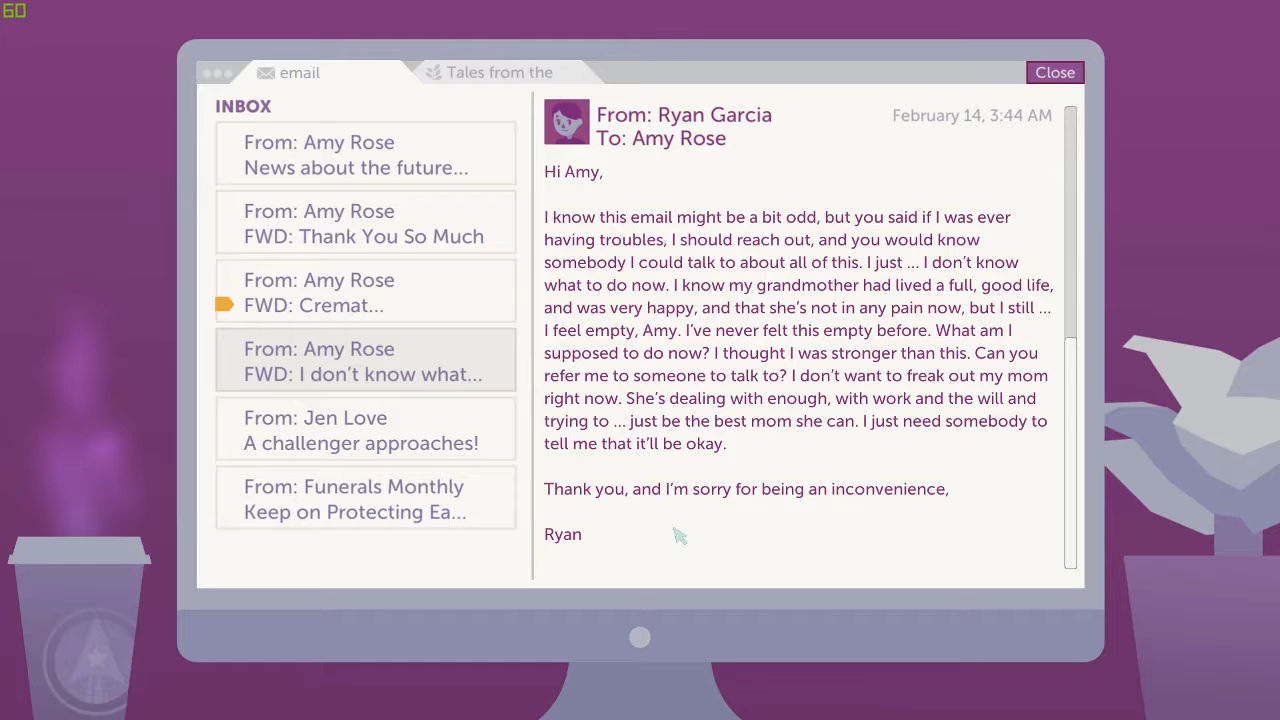 60
email
Tales from the
Close
INBOX
From: Amy Rose
News about the future...
From: Amy Rose
FWD: Thank You So Much
From: Amy Rose
FWD: Cremat...
From: Amy Rose
FWD: I don't know what...
From: Jen Love
A challenger approaches!
From: Funerals Monthly
Keep on Protecting Ea...
From: Ryan Garcia
To: Amy Rose
February 14, 3:44 AM
Hi Amy,
I know this email might be a bit odd, but you said if I was ever
having troubles, I should reach out, and you would know
somebody I could talk to about all of this. I just ... I don't know
what to do now. I know my grandmother had lived a full, good life,
and was very happy, and that she's not in any pain now, but I still ...
I feel empty, Amy. I've never felt this empty before. What am I
supposed to do now? I thought I was stronger than this. Can you
refer me to someone to talk to? I don't want to freak out my mom
right now. She's dealing with enough, with work and the will and
trying to ... just be the best mom she can. I just need somebody to
tell me that it'll be okay.
Thank you, and I'm sorry for being an inconvenience,
Ryan